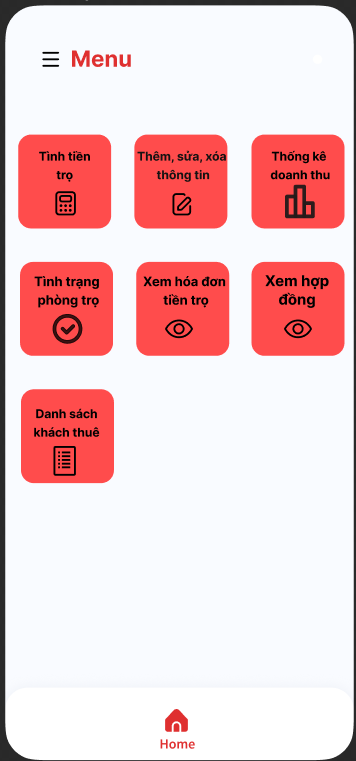 Menu
Tình tiền
trọ
Thêm, sửa, xóa
thông tin
Thống kê
doanh thu
Tình trạng
phòng trọ
Xem hóa đơn
tiền trọ
Xem hợp
đồng
Danh sách
khách thuê
Home